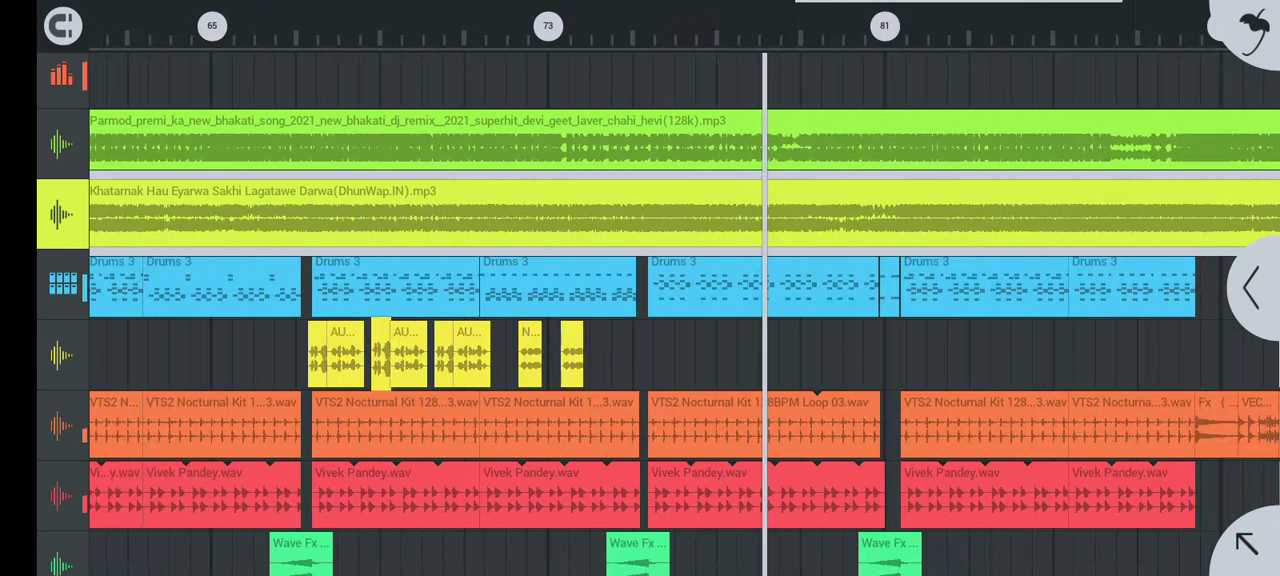 65 73 81
Parmod_premi_ka_new_bhakati_song_2021_new_bhakati_dj_remix__2021_superhit_devi_geet_laver_chahi_hevi(128k).mp3
Khatarnak Hau Eyarwa Sakhi Lagatawe Darwa(DhunWap.IN).mp3
Drums 3 Drums 3 Drums 3 Drums 3 Drums 3 Drums 3 Drums 3
AU... AU... AU... N...
VTS2 N... VTS2 Nocturnal Kit 1...3.wav VTS2 Nocturnal Kit 128...3.wav VTS2 Nocturnal Kit 1...3.wav VTS2 Nocturnal Kit 128BPM Loop 03.wav VTS2 Nocturnal Kit 128...3.wav VTS2 Nocturna...3.wav Fx ( ... VEC...
Vi...y.wav Vivek Pandey.wav Vivek Pandey.wav Vivek Pandey.wav Vivek Pandey.wav Vivek Pandey.wav Vivek Pandey.wav
Wave Fx ... Wave Fx ... Wave Fx ...